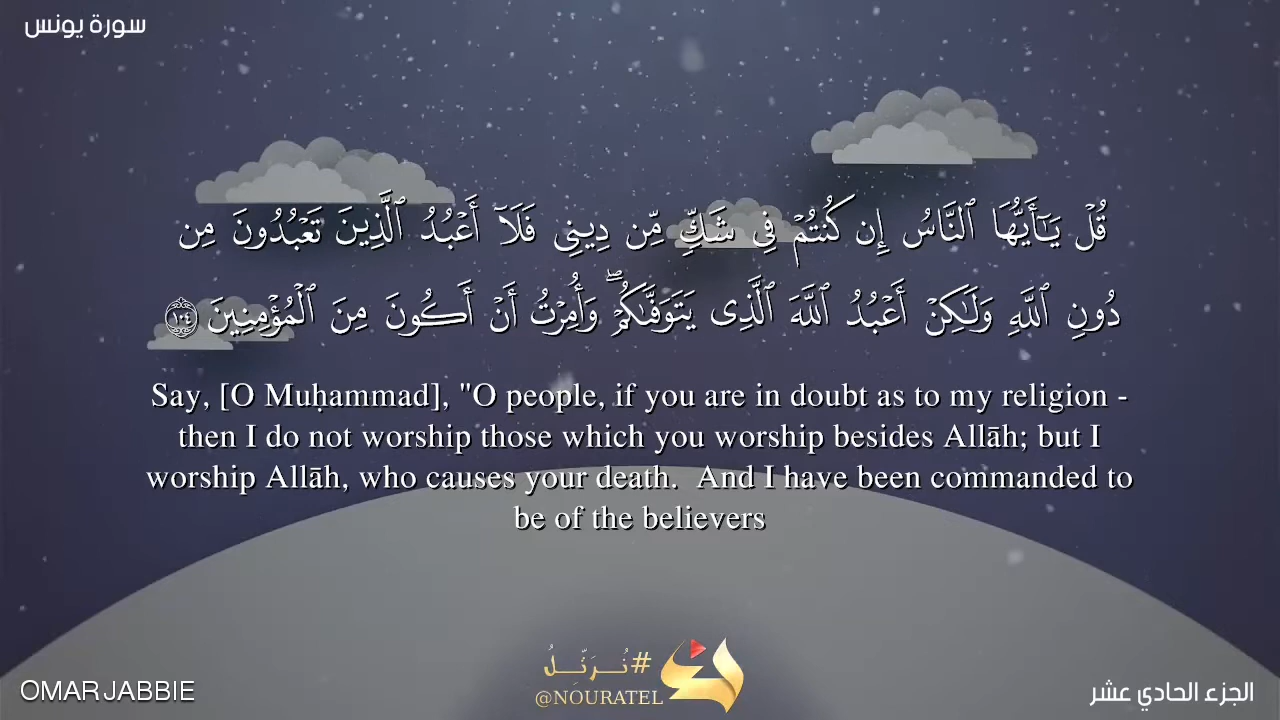 سورة يونس
قُلۡ يَـٰٓأَيُّهَا ٱلنَّاسُ إِن كُنتُمۡ فِى شَكٍّ مِّن دِينِى فَلَآ أَعۡبُدُ ٱلَّذِينَ تَعۡبُدُونَ مِن
دُونِ ٱللَّهِ وَلَـٰكِنۡ أَعۡبُدُ ٱللَّهَ ٱلَّذِى يَتَوَفَّىٰكُمۡۖ وَأُمِرۡتُ أَنۡ أَكُونَ مِنَ ٱلۡمُؤۡمِنِينَ ١٠٤
Say, [O Muḥammad], "O people, if you are in doubt as to my religion -
then I do not worship those which you worship besides Allāh; but I
worship Allāh, who causes your death.  And I have been commanded to
be of the believers
#نُـرَتّـلُ
@NOURATEL
OMAR JABBIE
الجزء الحادي عشر